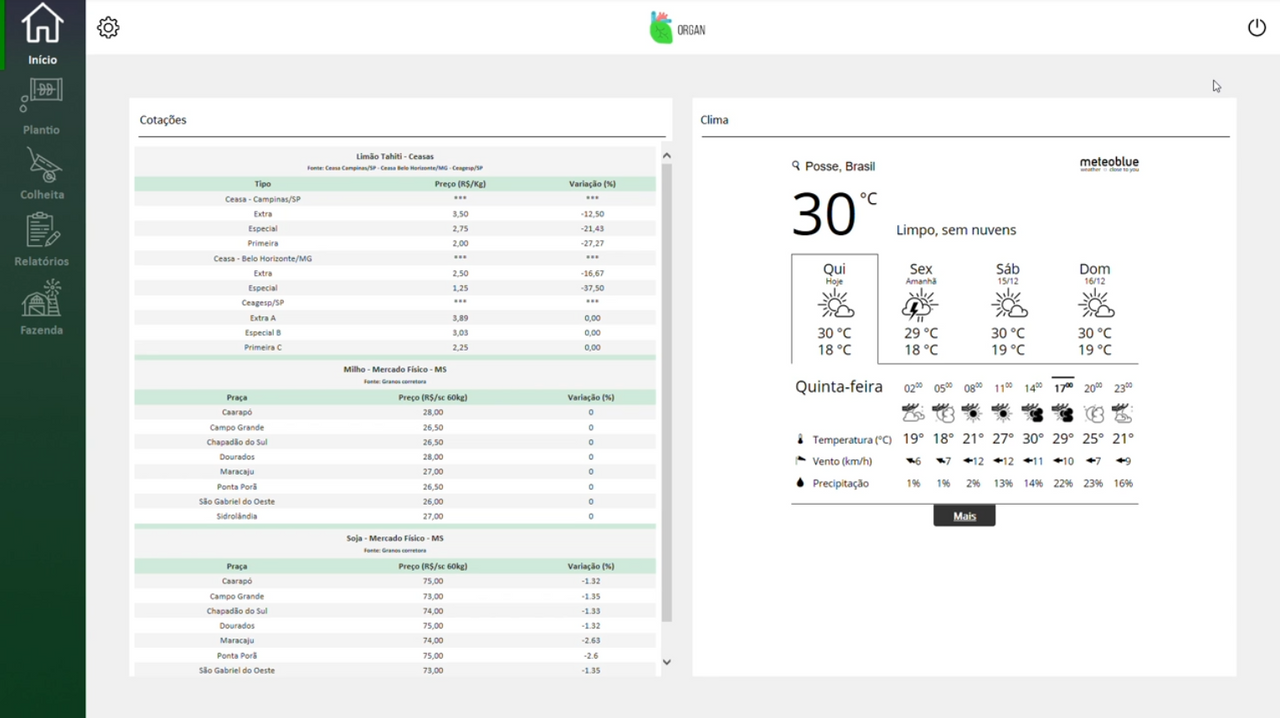 ORGAN
Início
Plantio
Colheita
Relatórios
Fazenda
Cotações
Limão Tahiti - Ceasas
Fonte: Ceasa Campinas/SP - Ceasa Belo Horizonte/MG - Ceagesp/SP
Tipo Preço (R$/Kg) Variação (%)
Ceasa - Campinas/SP *** ***
Extra 3,50 -12,50
Especial 2,75 -21,43
Primeira 2,00 -27,27
Ceasa - Belo Horizonte/MG *** ***
Extra 2,50 -16,67
Especial 1,25 -37,50
Ceagesp/SP *** ***
Extra A 3,89 0,00
Especial B 3,03 0,00
Primeira C 2,25 0,00
Milho - Mercado Físico - MS
Fonte: Granos corretora
Praça Preço (R$/sc 60kg) Variação (%)
Caarapó 28,00 0
Campo Grande 26,50 0
Chapadão do Sul 26,50 0
Dourados 28,00 0
Maracaju 27,00 0
Ponta Porã 26,50 0
São Gabriel do Oeste 26,00 0
Sidrolândia 27,00 0
Soja - Mercado Físico - MS
Fonte: Granos corretora
Praça Preço (R$/sc 60kg) Variação (%)
Caarapó 75,00 -1.32
Campo Grande 73,00 -1.35
Chapadão do Sul 74,00 -1.33
Dourados 75,00 -1.32
Maracaju 74,00 -2.63
Ponta Porã 75,00 -2.6
São Gabriel do Oeste 73,00 -1.35
Clima
Posse, Brasil
meteoblue
weather close to you
30 °C
Limpo, sem nuvens
Qui Sex Sáb Dom
Hoje Amanhã 15/12 16/12
30 °C 29 °C 30 °C 30 °C
18 °C 18 °C 19 °C 19 °C
Quinta-feira 02⁰⁰ 05⁰⁰ 08⁰⁰ 11⁰⁰ 14⁰⁰ 17⁰⁰ 20⁰⁰ 23⁰⁰
Temperatura (°C) 19° 18° 21° 27° 30° 29° 25° 21°
Vento (km/h) 6 7 12 12 11 10 7 9
Precipitação 1% 1% 2% 13% 14% 22% 23% 16%
Mais